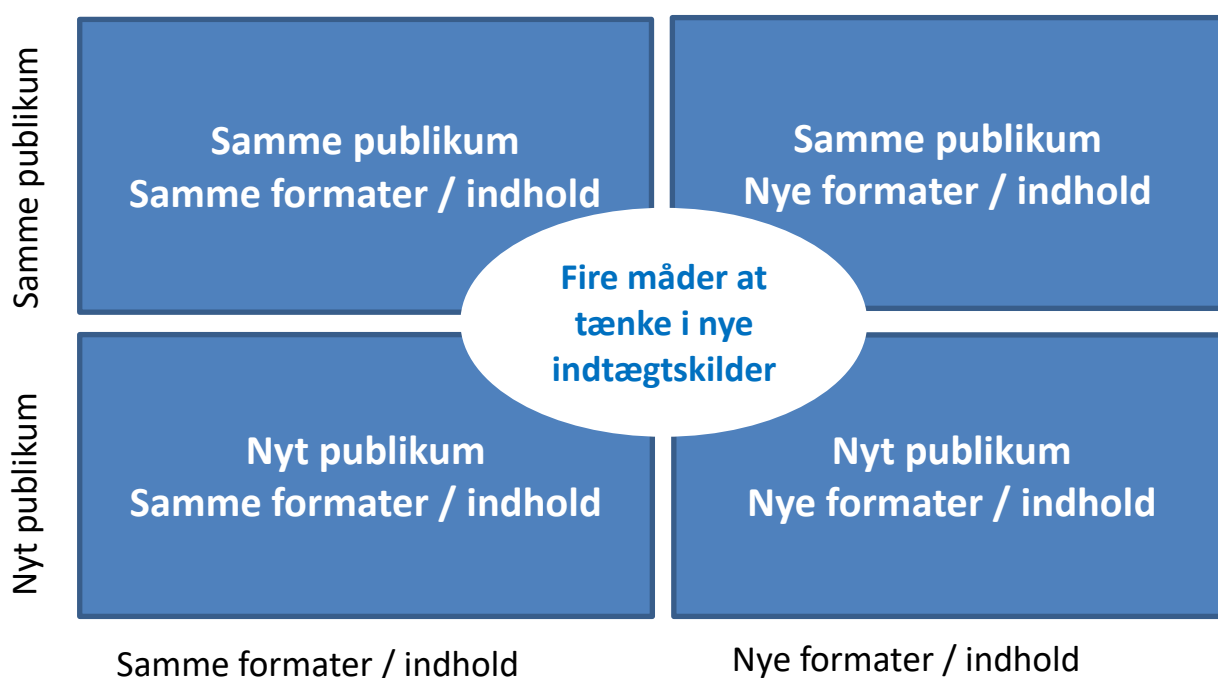 Samme publikum
Samme publikum
Samme formater / indhold
Samme publikum
Nye formater / indhold
Fire måder at
tænke i nye
indtægtskilder
Nyt publikum
Nyt publikum
Samme formater / indhold
Nyt publikum
Nye formater / indhold
Samme formater / indhold
Nye formater / indhold